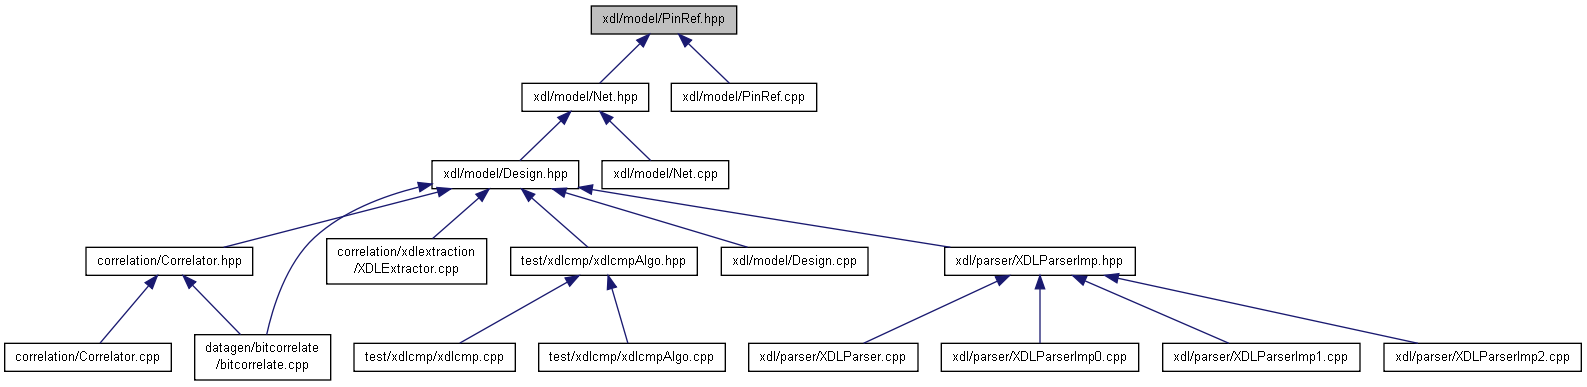 xdl/model/PinRef.hpp
xdl/model/Net.hpp
xdl/model/PinRef.cpp
xdl/model/Design.hpp
xdl/model/Net.cpp
correlation/Correlator.hpp
correlation/xdlextraction
/XDLExtractor.cpp
test/xdlcmp/xdlcmpAlgo.hpp
xdl/model/Design.cpp
xdl/parser/XDLParserImp.hpp
correlation/Correlator.cpp
datagen/bitcorrelate
/bitcorrelate.cpp
test/xdlcmp/xdlcmp.cpp
test/xdlcmp/xdlcmpAlgo.cpp
xdl/parser/XDLParser.cpp
xdl/parser/XDLParserImp0.cpp
xdl/parser/XDLParserImp1.cpp
xdl/parser/XDLParserImp2.cpp